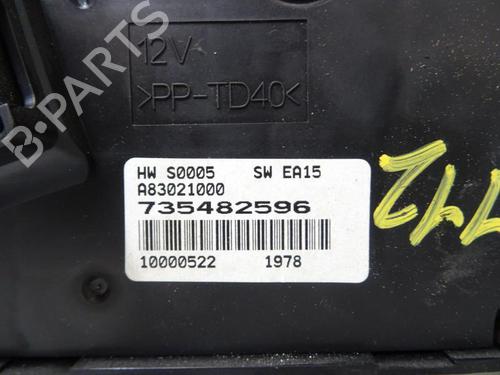 12V
>PP-TD40<
HW S0005 SW EA15
A83021000
735482596
10000522 1978
B-PARTS